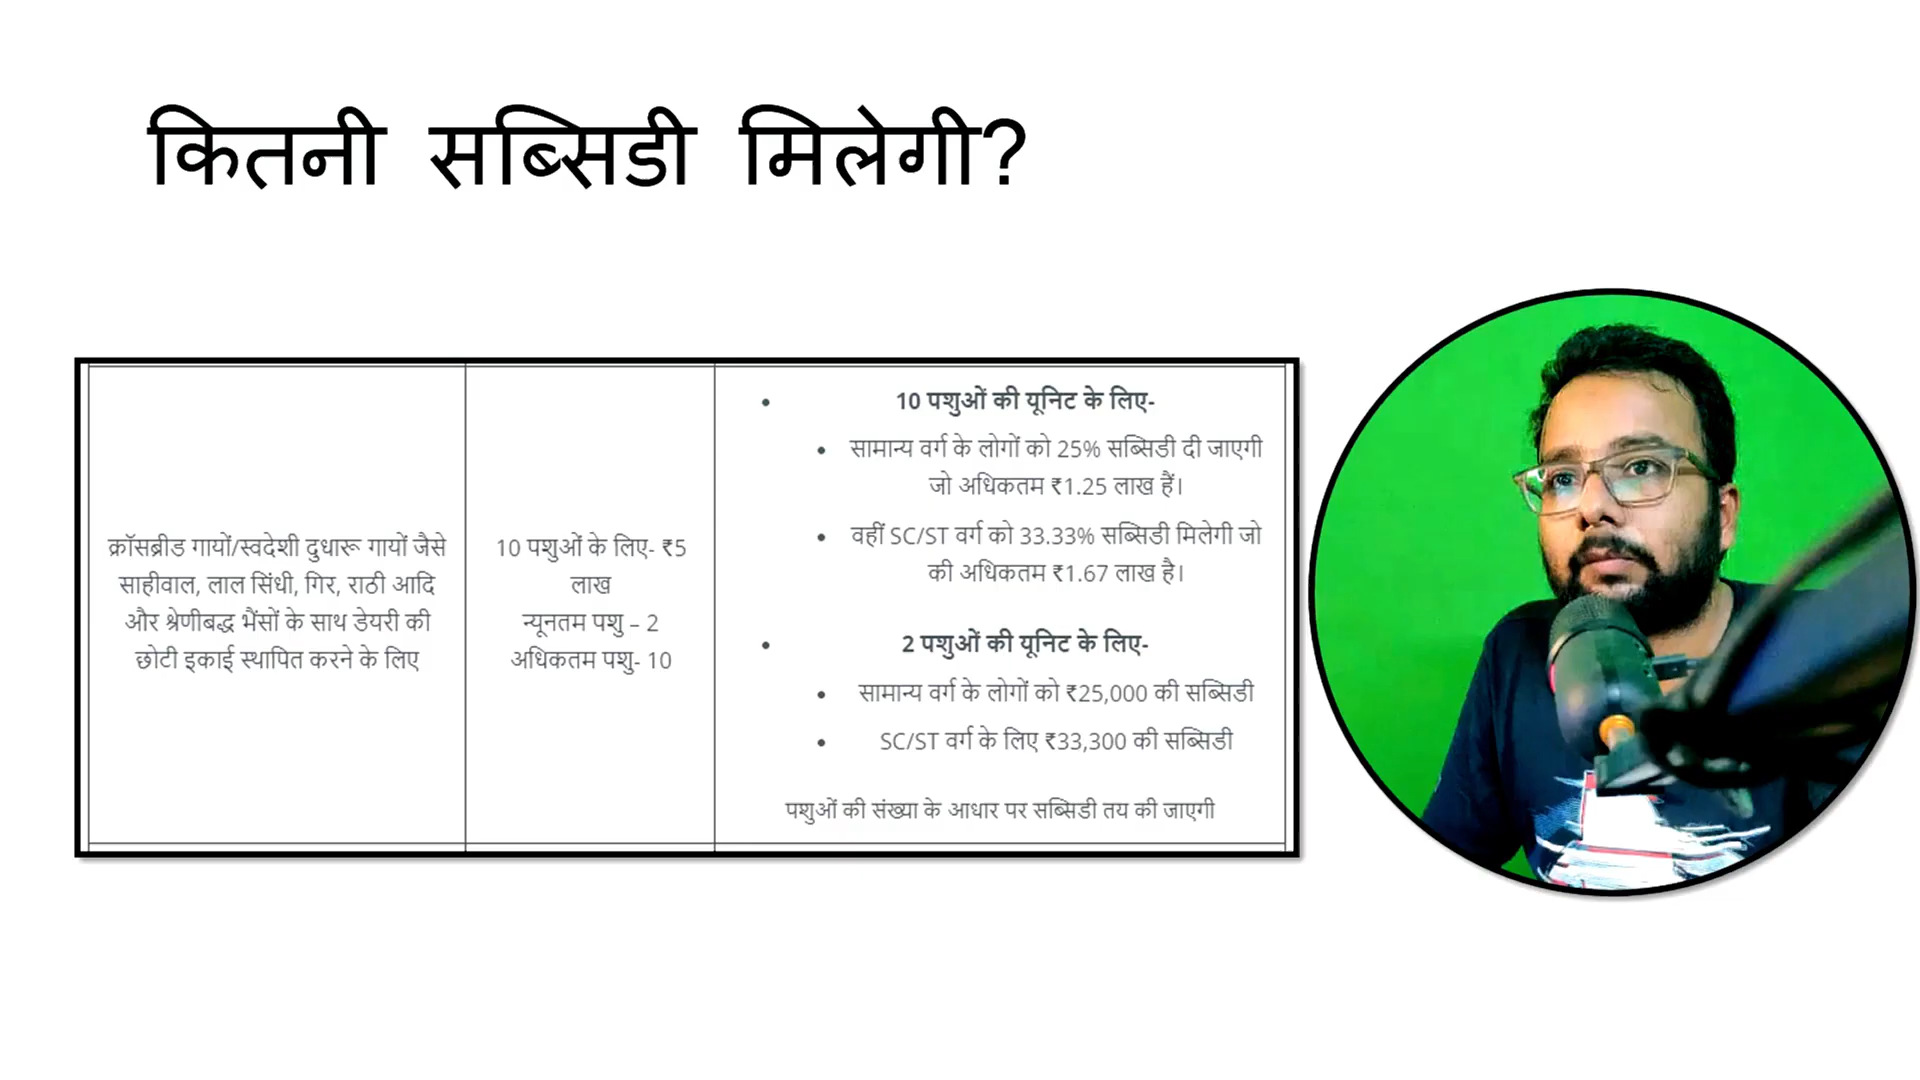 कितनी सब्सिडी मिलेगी?
क्रॉसब्रीड गायों/स्वदेशी दुधारू गायों जैसे
साहीवाल, लाल सिंधी, गिर, राठी आदि
और श्रेणीबद्ध भैंसों के साथ डेयरी की
छोटी इकाई स्थापित करने के लिए
10 पशुओं के लिए- ₹5
लाख
न्यूनतम पशु – 2
अधिकतम पशु- 10
• 10 पशुओं की यूनिट के लिए-
• सामान्य वर्ग के लोगों को 25% सब्सिडी दी जाएगी
जो अधिकतम ₹1.25 लाख हैं।
• वहीं SC/ST वर्ग को 33.33% सब्सिडी मिलेगी जो
की अधिकतम ₹1.67 लाख है।
• 2 पशुओं की यूनिट के लिए-
• सामान्य वर्ग के लोगों को ₹25,000 की सब्सिडी
• SC/ST वर्ग के लिए ₹33,300 की सब्सिडी
पशुओं की संख्या के आधार पर सब्सिडी तय की जाएगी